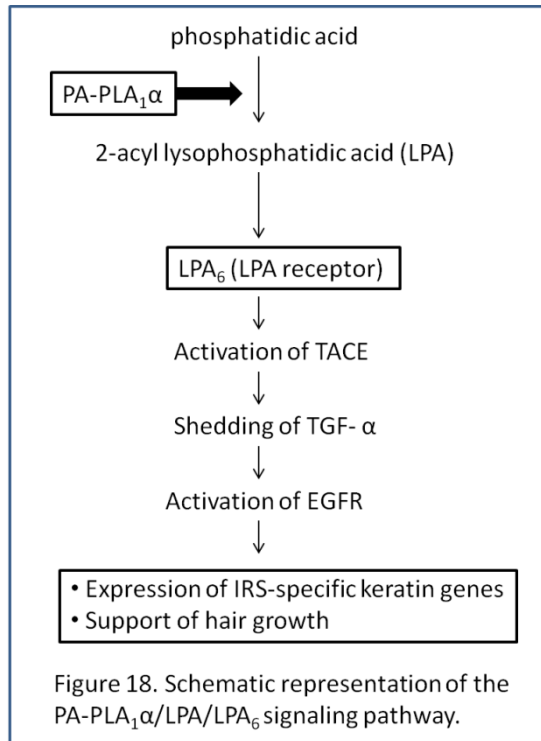 phosphatidic acid
PA-PLA₁α
2-acyl lysophosphatidic acid (LPA)
LPA₆ (LPA receptor)
Activation of TACE
Shedding of TGF- α
Activation of EGFR
• Expression of IRS-specific keratin genes
• Support of hair growth
Figure 18. Schematic representation of the
PA-PLA₁α/LPA/LPA₆ signaling pathway.